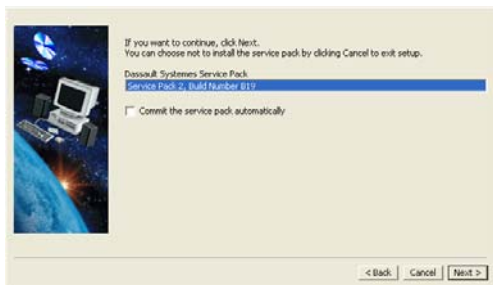 If you want to continue, click Next.
You can choose not to install the service pack by clicking Cancel to exit setup.
Dassault Systemes Service Pack
Service Pack 2, Build Number B19
Commit the service pack automatically
< Back
Cancel
Next >